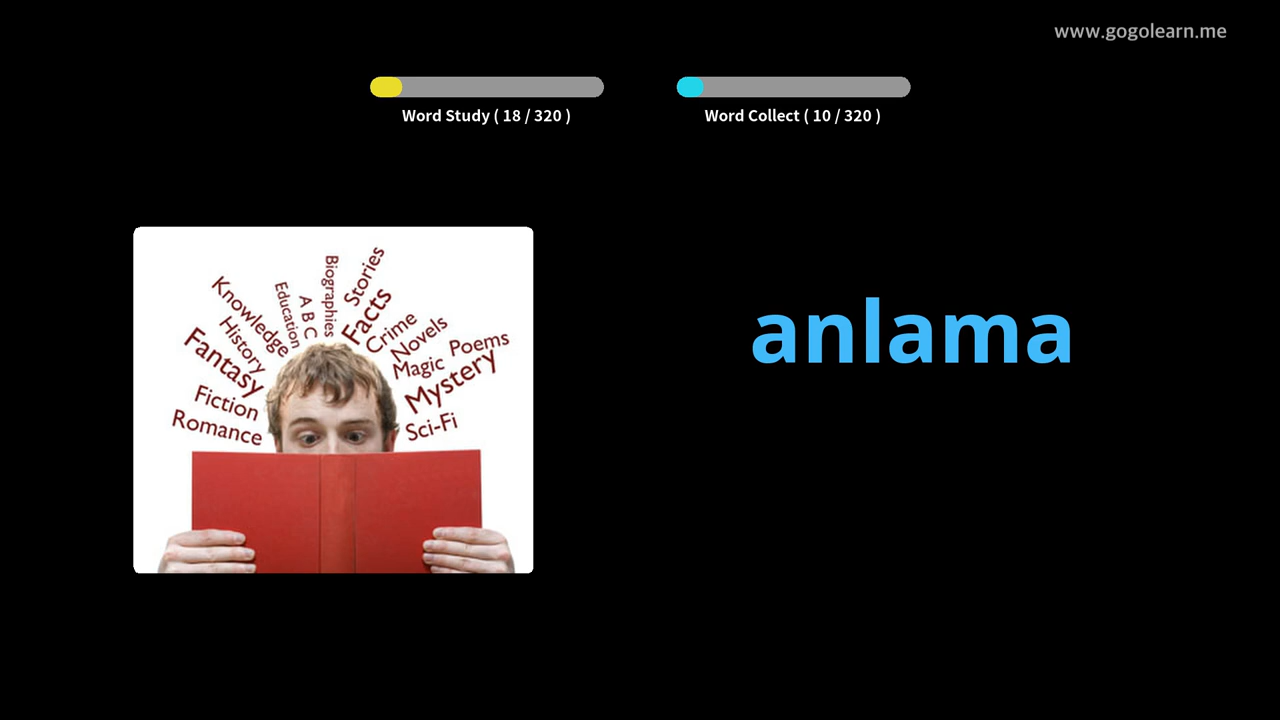 www.gogolearn.me
Word Study ( 18 / 320 )
Word Collect ( 10 / 320 )
anlama
Stories
Biographies
Facts
A B C
Education
Knowledge
Crime
History
Novels
Poems
Fantasy
Magic
Mystery
Fiction
Sci-Fi
Romance